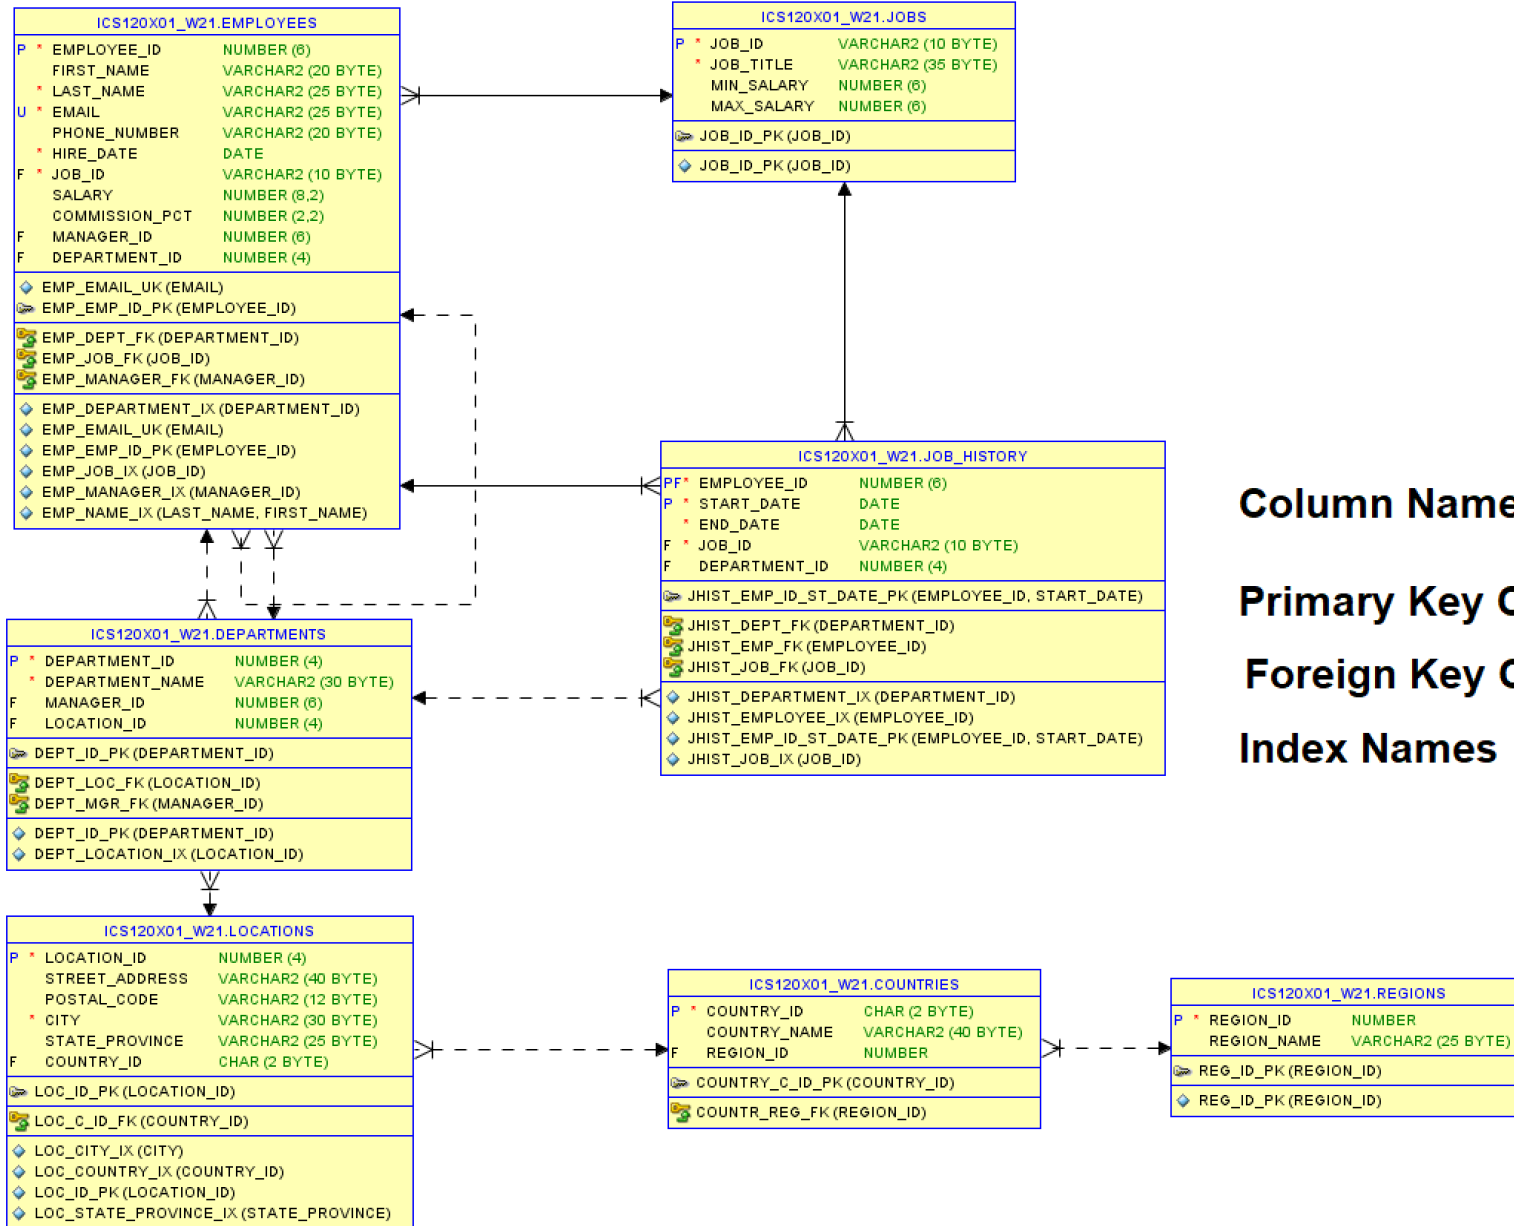 ICS120X01_W21.EMPLOYEES
P * EMPLOYEE_ID NUMBER (6)
FIRST_NAME VARCHAR2 (20 BYTE)
* LAST_NAME VARCHAR2 (25 BYTE)
U * EMAIL VARCHAR2 (25 BYTE)
PHONE_NUMBER VARCHAR2 (20 BYTE)
* HIRE_DATE DATE
F * JOB_ID VARCHAR2 (10 BYTE)
SALARY NUMBER (8,2)
COMMISSION_PCT NUMBER (2,2)
F MANAGER_ID NUMBER (6)
F DEPARTMENT_ID NUMBER (4)
EMP_EMAIL_UK (EMAIL)
EMP_EMP_ID_PK (EMPLOYEE_ID)
EMP_DEPT_FK (DEPARTMENT_ID)
EMP_JOB_FK (JOB_ID)
EMP_MANAGER_FK (MANAGER_ID)
EMP_DEPARTMENT_IX (DEPARTMENT_ID)
EMP_EMAIL_UK (EMAIL)
EMP_EMP_ID_PK (EMPLOYEE_ID)
EMP_JOB_IX (JOB_ID)
EMP_MANAGER_IX (MANAGER_ID)
EMP_NAME_IX (LAST_NAME, FIRST_NAME)
ICS120X01_W21.JOBS
P * JOB_ID VARCHAR2 (10 BYTE)
* JOB_TITLE VARCHAR2 (35 BYTE)
MIN_SALARY NUMBER (6)
MAX_SALARY NUMBER (6)
JOB_ID_PK (JOB_ID)
JOB_ID_PK (JOB_ID)
ICS120X01_W21.JOB_HISTORY
PF* EMPLOYEE_ID NUMBER (6)
P * START_DATE DATE
* END_DATE DATE
F * JOB_ID VARCHAR2 (10 BYTE)
F DEPARTMENT_ID NUMBER (4)
JHIST_EMP_ID_ST_DATE_PK (EMPLOYEE_ID, START_DATE)
JHIST_DEPT_FK (DEPARTMENT_ID)
JHIST_EMP_FK (EMPLOYEE_ID)
JHIST_JOB_FK (JOB_ID)
JHIST_DEPARTMENT_IX (DEPARTMENT_ID)
JHIST_EMPLOYEE_IX (EMPLOYEE_ID)
JHIST_EMP_ID_ST_DATE_PK (EMPLOYEE_ID, START_DATE)
JHIST_JOB_IX (JOB_ID)
Column Name
Primary Key C
Foreign Key C
Index Names
ICS120X01_W21.DEPARTMENTS
P * DEPARTMENT_ID NUMBER (4)
* DEPARTMENT_NAME VARCHAR2 (30 BYTE)
F MANAGER_ID NUMBER (6)
F LOCATION_ID NUMBER (4)
DEPT_ID_PK (DEPARTMENT_ID)
DEPT_LOC_FK (LOCATION_ID)
DEPT_MGR_FK (MANAGER_ID)
DEPT_ID_PK (DEPARTMENT_ID)
DEPT_LOCATION_IX (LOCATION_ID)
ICS120X01_W21.LOCATIONS
P * LOCATION_ID NUMBER (4)
STREET_ADDRESS VARCHAR2 (40 BYTE)
POSTAL_CODE VARCHAR2 (12 BYTE)
* CITY VARCHAR2 (30 BYTE)
STATE_PROVINCE VARCHAR2 (25 BYTE)
F COUNTRY_ID CHAR (2 BYTE)
LOC_ID_PK (LOCATION_ID)
LOC_C_ID_FK (COUNTRY_ID)
LOC_CITY_IX (CITY)
LOC_COUNTRY_IX (COUNTRY_ID)
LOC_ID_PK (LOCATION_ID)
LOC_STATE_PROVINCE_IX (STATE_PROVINCE)
ICS120X01_W21.COUNTRIES
P * COUNTRY_ID CHAR (2 BYTE)
COUNTRY_NAME VARCHAR2 (40 BYTE)
F REGION_ID NUMBER
COUNTRY_C_ID_PK (COUNTRY_ID)
COUNTR_REG_FK (REGION_ID)
ICS120X01_W21.REGIONS
P * REGION_ID NUMBER
REGION_NAME VARCHAR2 (25 BYTE)
REG_ID_PK (REGION_ID)
REG_ID_PK (REGION_ID)